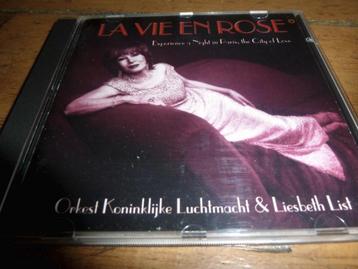 LA VIE EN ROSE
Experience a Night in Paris, the City of Love
Orkest Koninklijke Luchtmacht & Liesbeth List